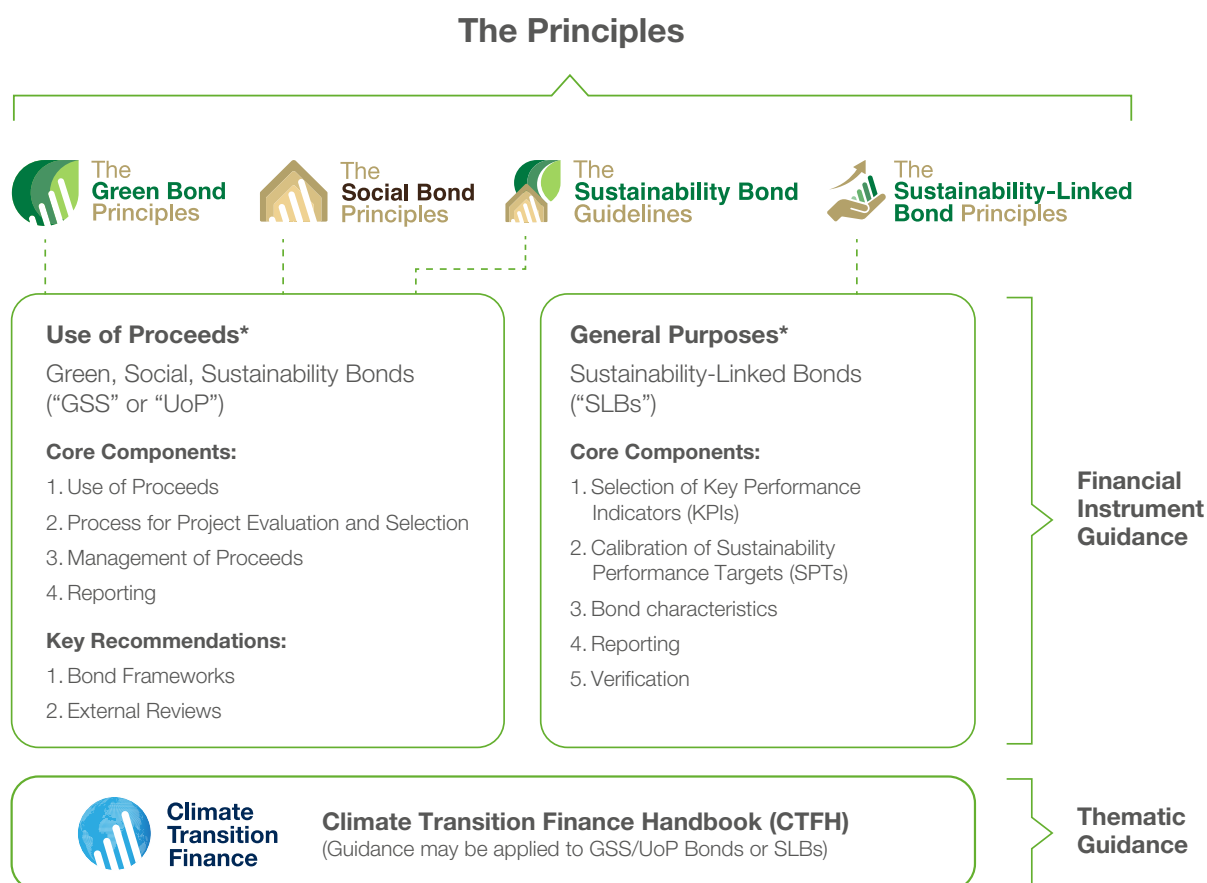 The Principles
The
Green Bond
Principles
The
Social Bond
Principles
The
Sustainability Bond
Guidelines
The
Sustainability-Linked
Bond Principles
Use of Proceeds*
Green, Social, Sustainability Bonds
(“GSS” or “UoP”)
Core Components:
1. Use of Proceeds
2. Process for Project Evaluation and Selection
3. Management of Proceeds
4. Reporting
Key Recommendations:
1. Bond Frameworks
2. External Reviews
General Purposes*
Sustainability-Linked Bonds
(“SLBs”)
Core Components:
1. Selection of Key Performance
Indicators (KPIs)
2. Calibration of Sustainability
Performance Targets (SPTs)
3. Bond characteristics
4. Reporting
5. Verification
Financial
Instrument
Guidance
Climate
Transition
Finance
Climate Transition Finance Handbook (CTFH)
(Guidance may be applied to GSS/UoP Bonds or SLBs)
Thematic
Guidance